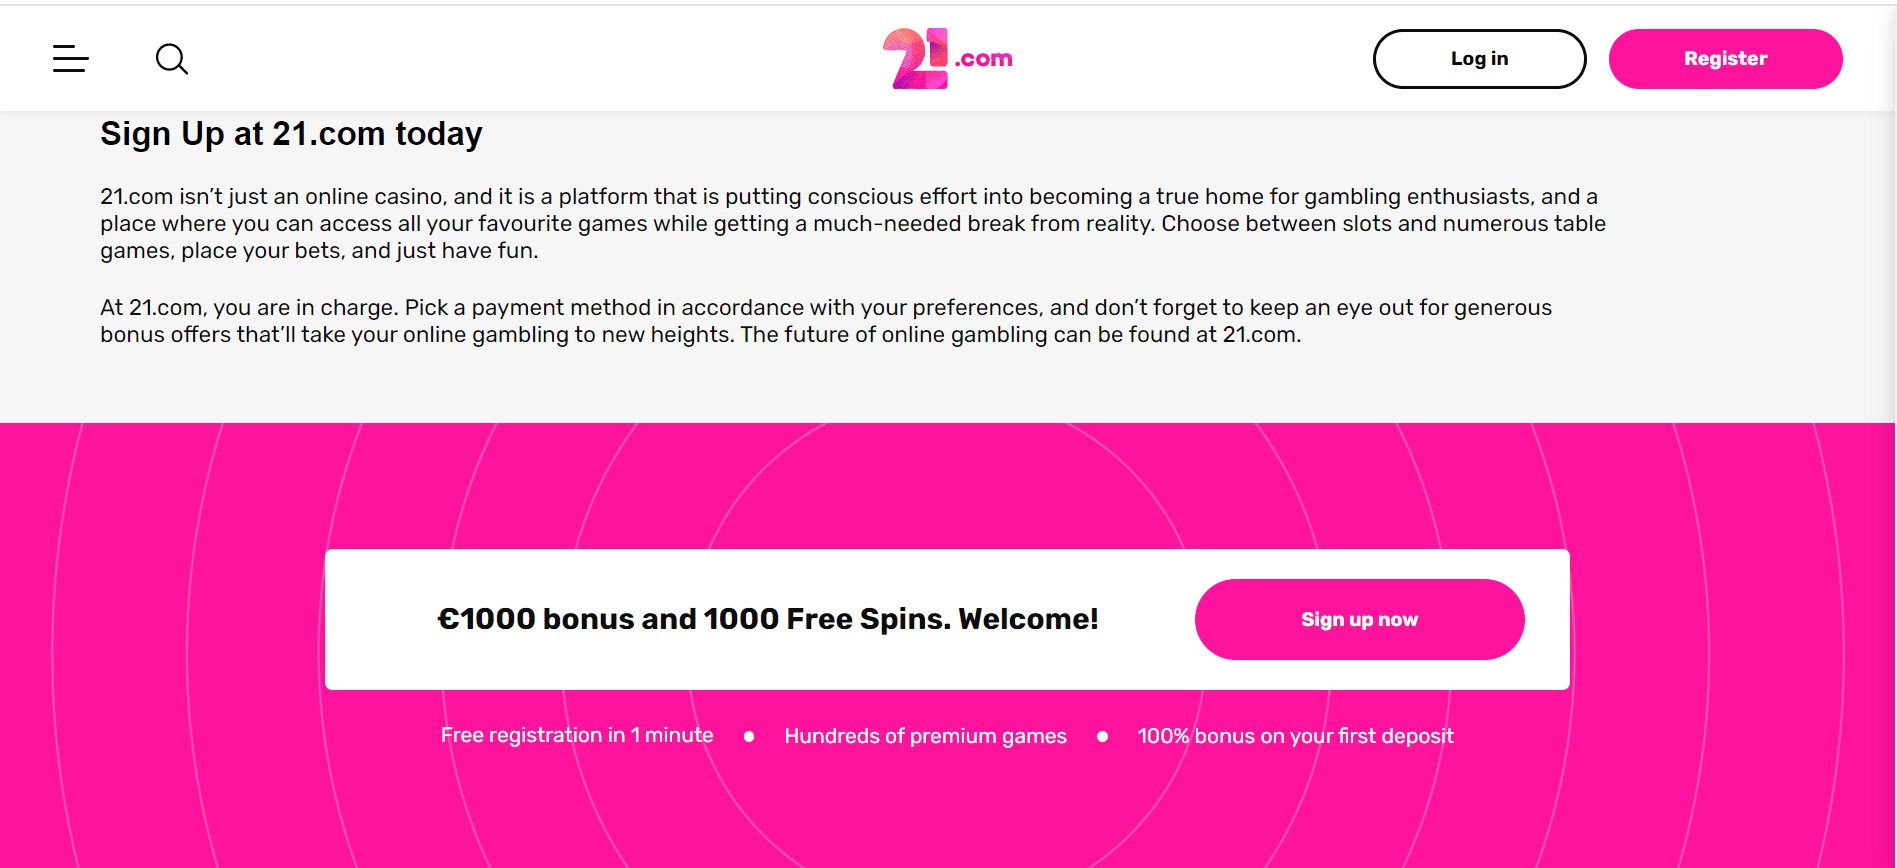 21.com
Log in
Register
Sign Up at 21.com today
21.com isn’t just an online casino, and it is a platform that is putting conscious effort into becoming a true home for gambling enthusiasts, and a
place where you can access all your favourite games while getting a much-needed break from reality. Choose between slots and numerous table
games, place your bets, and just have fun.
At 21.com, you are in charge. Pick a payment method in accordance with your preferences, and don’t forget to keep an eye out for generous
bonus offers that’ll take your online gambling to new heights. The future of online gambling can be found at 21.com.
€1000 bonus and 1000 Free Spins. Welcome!
Sign up now
Free registration in 1 minute
Hundreds of premium games
100% bonus on your first deposit